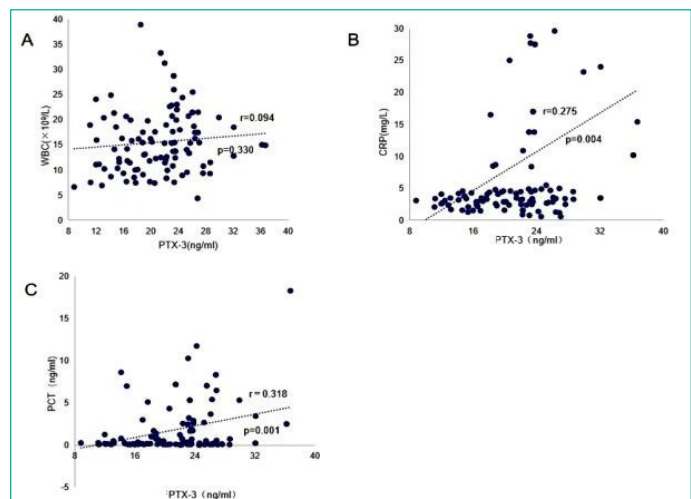 A
WBC(×10⁹/L)
40
35
30
25
20
15
10
5
0
r=0.094
p=0.330
8 12 16 20 24 28 32 36 40
PTX-3(ng/ml)
B
CRP(mg/L)
30
25
20
15
10
5
0
r=0.275
p=0.004
8 16 24 32 40
PTX-3 (ng/ml)
C
PCT (ng/ml)
20
15
10
5
0
-5
r=0.318
p=0.001
8 16 24 32 40
PTX-3 (ng/ml)